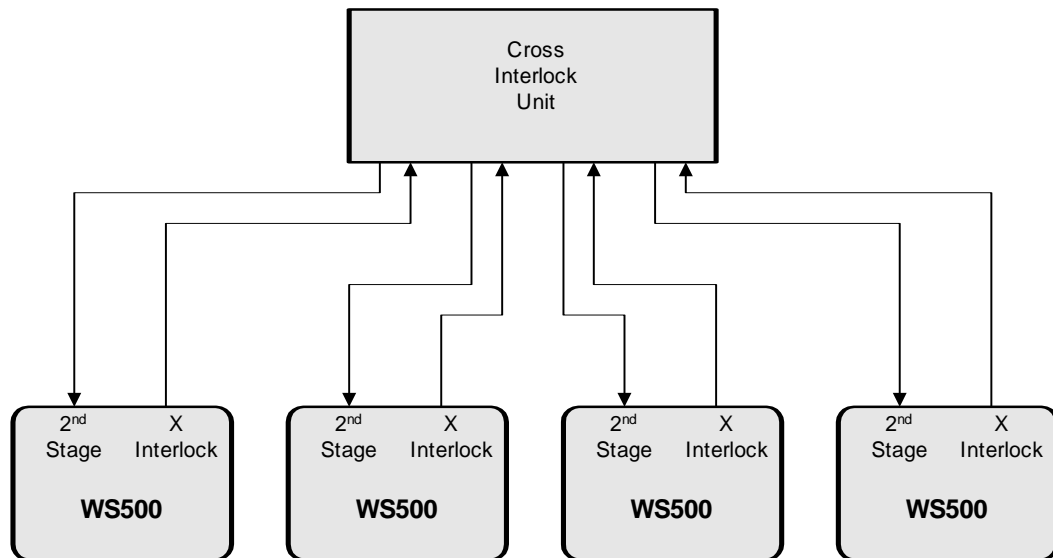 Cross
Interlock
Unit
2nd X 2nd X 2nd X 2nd X
Stage Interlock Stage Interlock Stage Interlock Stage Interlock
WS500 WS500 WS500 WS500